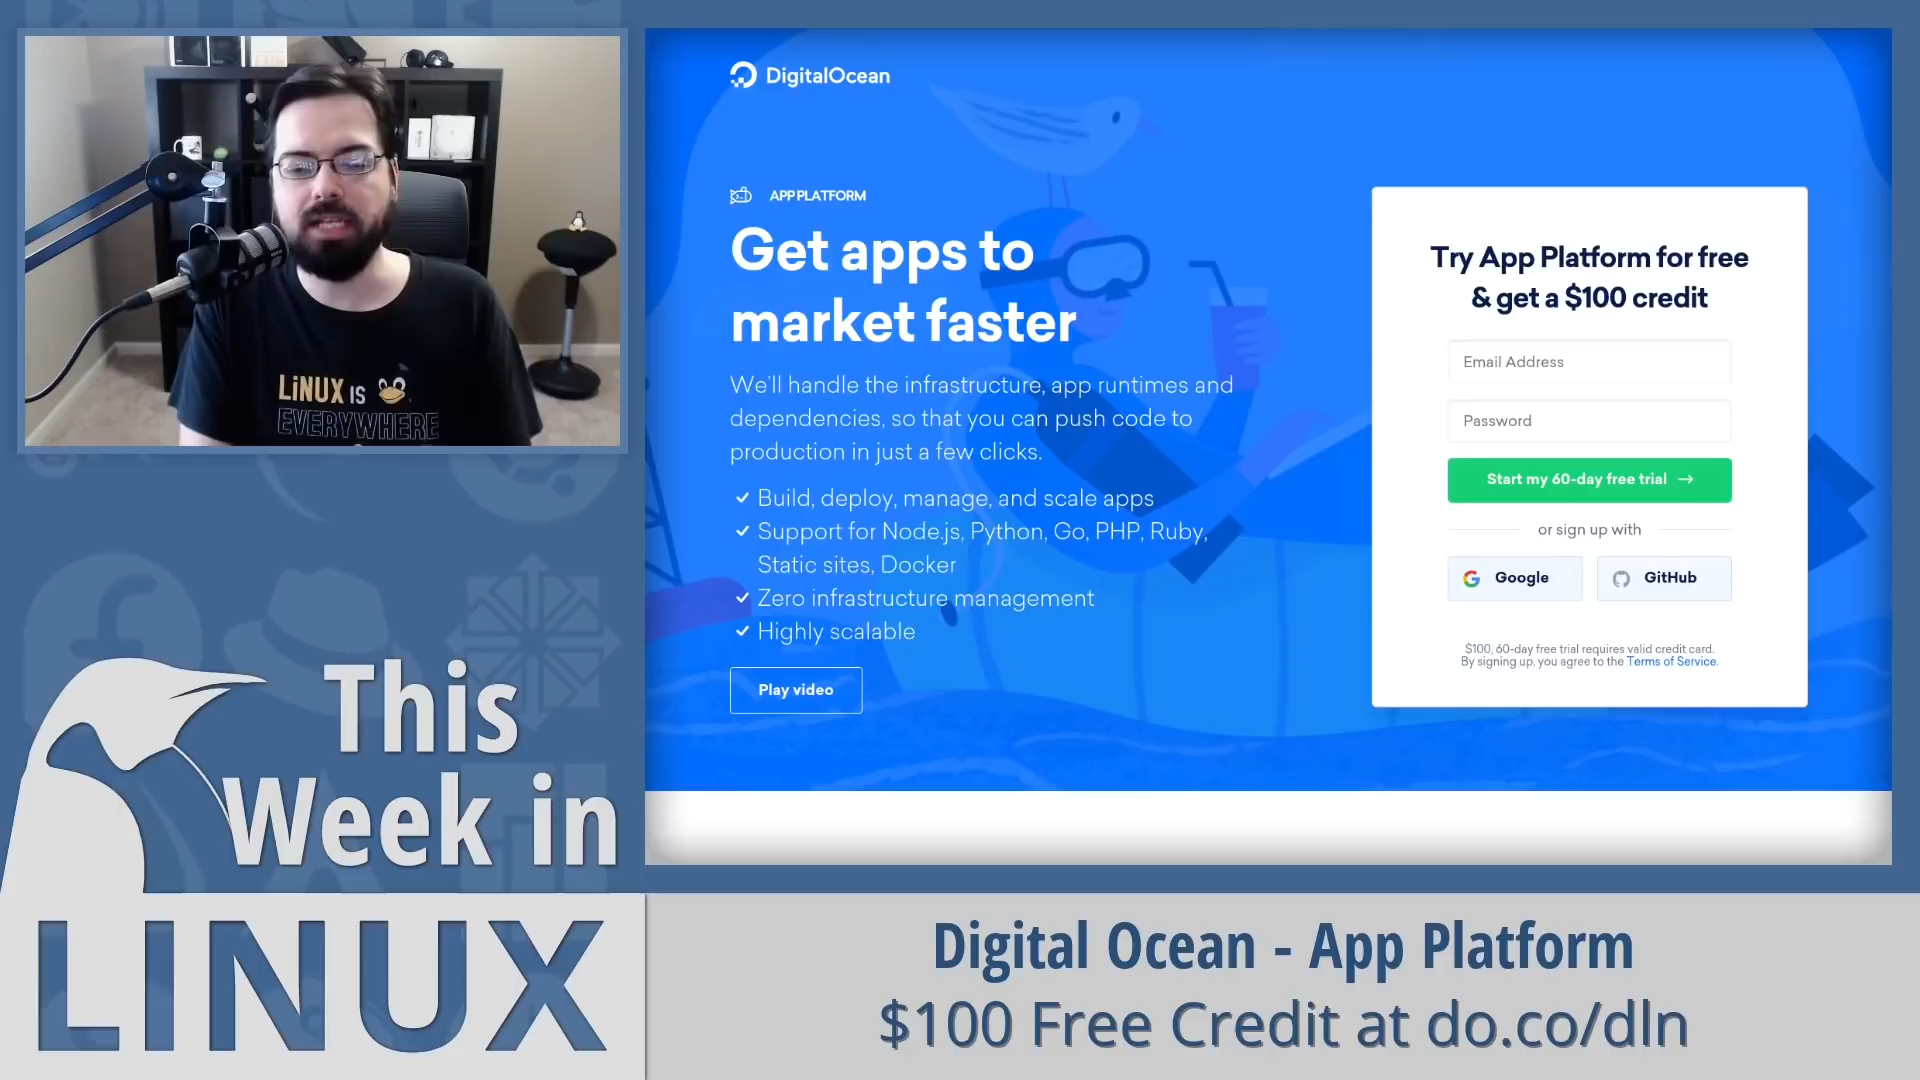 LiNUX IS
EVERYWHERE
This
Week in
LINUX
DigitalOcean
APP PLATFORM
Get apps to
market faster
We'll handle the infrastructure, app runtimes and
dependencies, so that you can push code to
production in just a few clicks.
Build, deploy, manage, and scale apps
Support for Node.js, Python, Go, PHP, Ruby,
Static sites, Docker
Zero infrastructure management
Highly scalable
Play video
Try App Platform for free
& get a $100 credit
Email Address
Password
Start my 60-day free trial →
or sign up with
Google
GitHub
$100, 60-day free trial requires valid credit card.
By signing up, you agree to the Terms of Service.
Digital Ocean - App Platform
$100 Free Credit at do.co/dln